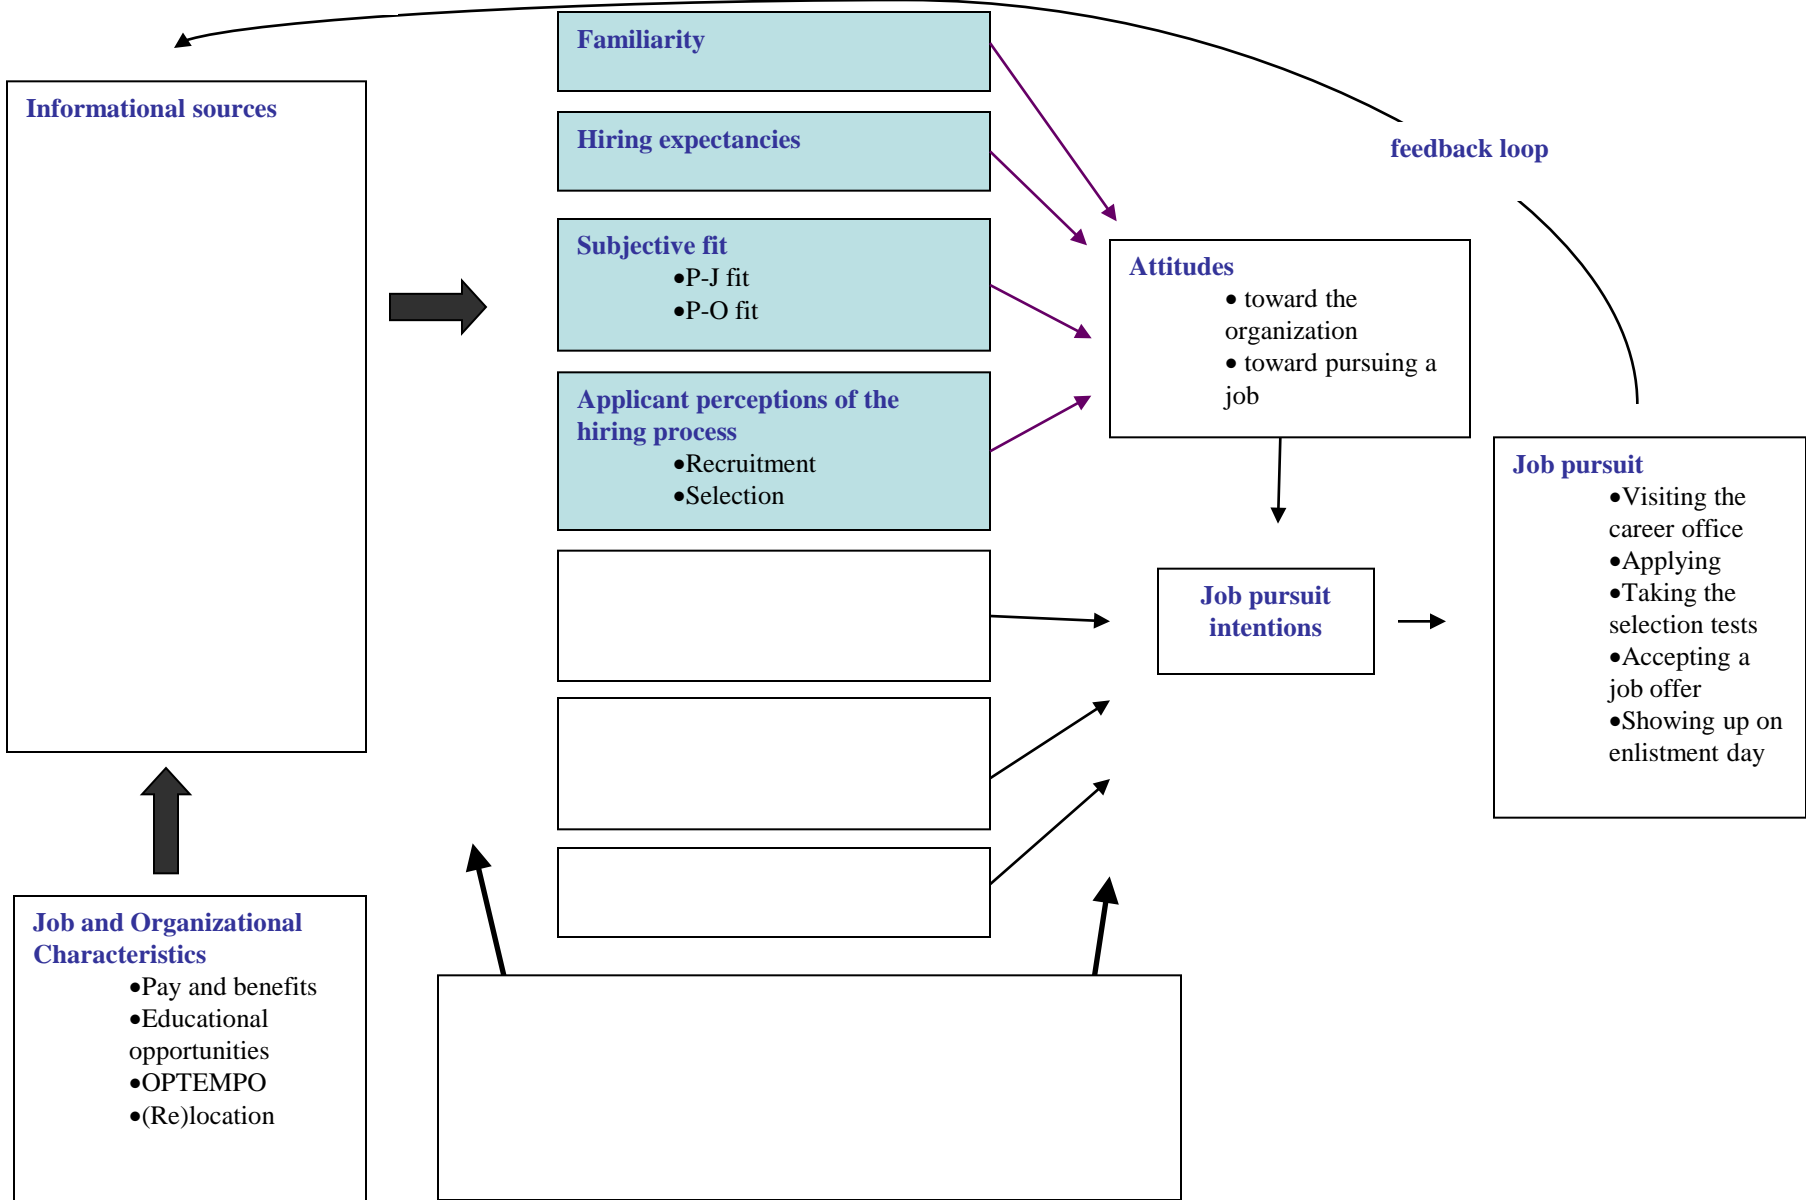 Familiarity
Informational sources
Hiring expectancies
feedback loop
Subjective fit
•P-J fit
•P-O fit
Attitudes
• toward the
organization
• toward pursuing a
job
Applicant perceptions of the
hiring process
•Recruitment
•Selection
Job pursuit
•Visiting the
career office
•Applying
•Taking the
selection tests
•Accepting a
job offer
•Showing up on
enlistment day
Job pursuit
intentions
Job and Organizational
Characteristics
•Pay and benefits
•Educational
opportunities
•OPTEMPO
•(Re)location